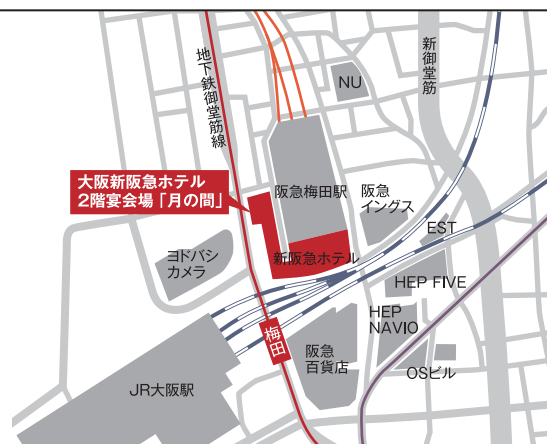 新御堂筋
NU
地下鉄御堂筋線
大阪新阪急ホテル
2階宴会場「月の間」
阪急梅田駅
阪急
イングス
EST
新阪急ホテル
ヨドバシ
カメラ
HEP FIVE
HEP
NAVIO
梅田
阪急
百貨店
OSビル
JR大阪駅